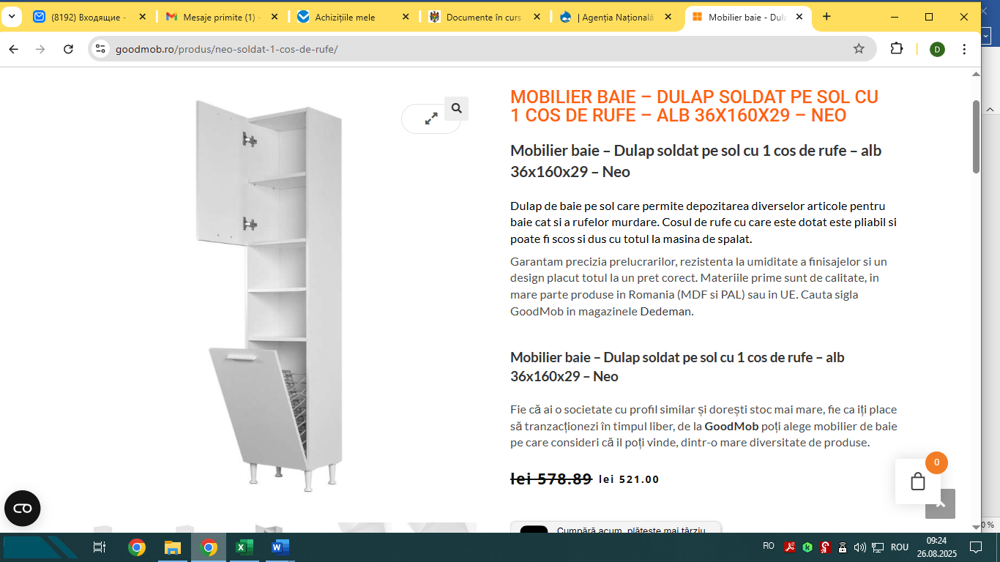 (8192) Входящие -
Mesaje primite (1) -
Achizițiile mele
Documente în curs
| Agenția Națională
Mobilier baie - Dula
goodmob.ro/produs/neo-soldat-1-cos-de-rufe/
D
MOBILIER BAIE – DULAP SOLDAT PE SOL CU
1 COS DE RUFE – ALB 36X160X29 – NEO
Mobilier baie – Dulap soldat pe sol cu 1 cos de rufe – alb
36x160x29 – Neo
Dulap de baie pe sol care permite depozitarea diverselor articole pentru
baie cat si a rufelor murdare. Cosul de rufe cu care este dotat este pliabil si
poate fi scos si dus cu totul la masina de spalat.
Garantam precizia prelucrarilor, rezistenta la umiditate a finisajelor si un
design placut totul la un pret corect. Materiile prime sunt de calitate, in
mare parte produse in Romania (MDF si PAL) sau in UE. Cauta sigla
GoodMob in magazinele Dedeman.
Mobilier baie – Dulap soldat pe sol cu 1 cos de rufe – alb
36x160x29 – Neo
Fie că ai o societate cu profil similar și dorești stoc mai mare, fie ca iți place
să tranzacționezi în timpul liber, de la GoodMob poți alege mobilier de baie
pe care consideri că il poți vinde, dintr-o mare diversitate de produse.
0
lei 578.89 lei 521.00
Cumpără acum, plătește mai târziu
0 %
RO
ROU
09:24
26.08.2025